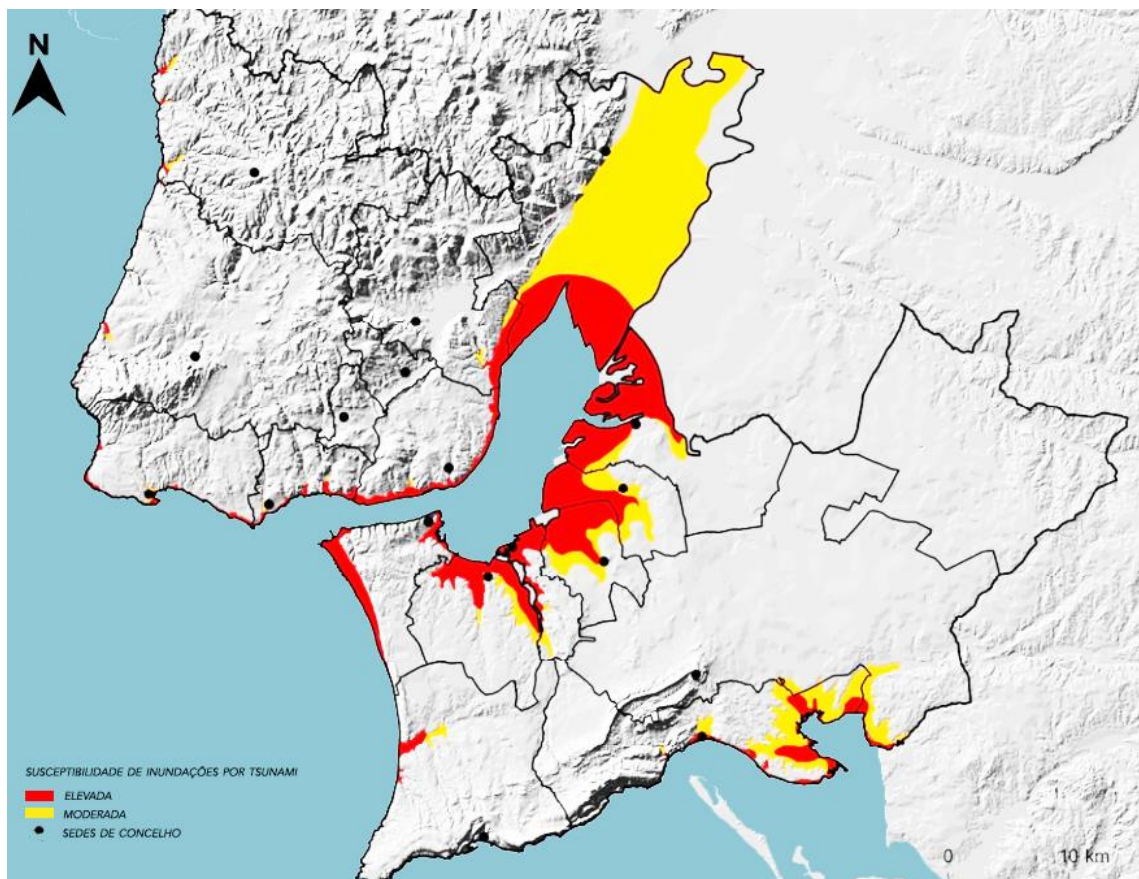 N
SUSCEPTIBILIDADE DE INUNDAÇÕES POR TSUNAMI
ELEVADA
MODERADA
SEDES DE CONCELHO
0 10 km